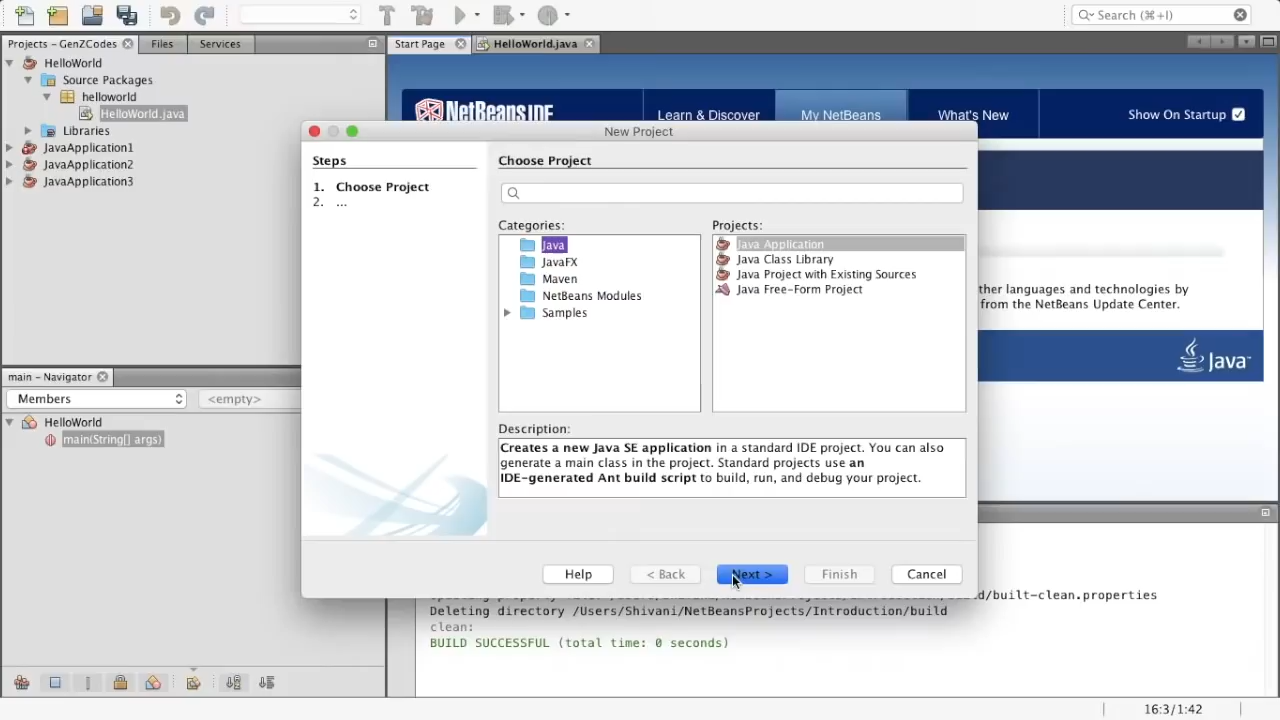 Search (⌘+I)
Projects – GenZCodes
Files
Services
Start Page
HelloWorld.java
HelloWorld
Source Packages
helloworld
HelloWorld.java
Libraries
JavaApplication1
JavaApplication2
JavaApplication3
NetBeans IDE
Learn & Discover
My NetBeans
What's New
Show On Startup
New Project
Steps
1. Choose Project
2. ...
Choose Project
Categories:
Java
JavaFX
Maven
NetBeans Modules
Samples
Projects:
Java Application
Java Class Library
Java Project with Existing Sources
Java Free-Form Project
Description:
Creates a new Java SE application in a standard IDE project. You can also
generate a main class in the project. Standard projects use an
IDE-generated Ant build script to build, run, and debug your project.
Help
< Back
Next >
Finish
Cancel
ther languages and technologies by
from the NetBeans Update Center.
Java
main – Navigator
Members
<empty>
HelloWorld
main(String[] args)
/built-clean.properties
Deleting directory /Users/Shivani/NetBeansProjects/Introduction/build
clean:
BUILD SUCCESSFUL (total time: 0 seconds)
16:3/1:42